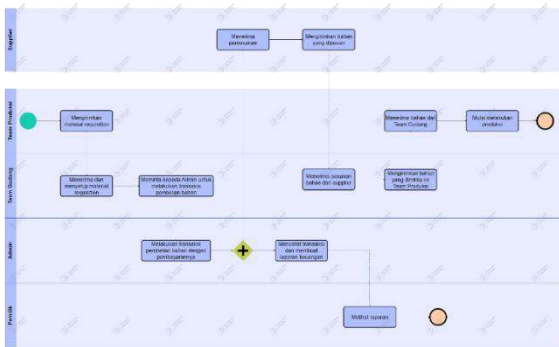 Supplier
Menerima
pemesanan
Mengirimkan bahan
yang dipesan
Team Produksi
Mengirimkan
material requisition
Menerima bahan dari
Team Gudang
Mulai melakukan
produksi
Team Gudang
Menerima dan
menyetujui material
requisition
Meminta kepada Admin untuk
melakukan transaksi
pembelian bahan
Menerima pesanan
bahan dari supplier
Mengirimkan bahan
yang diminta ke
Team Produksi
Admin
Melakukan transaksi
pembelian bahan dengan
pembayarannya
Mencatat transaksi
dan membuat
laporan keuangan
Pemilik
Melihat laporan